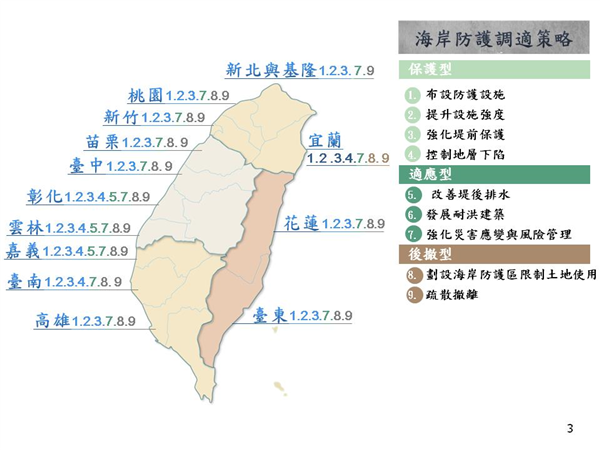 海岸防護調適策略
保護型
1. 布設防護設施
2. 提升設施強度
3. 強化堤前保護
4. 控制地層下陷
適應型
5. 改善堤後排水
6. 發展耐洪建築
7. 強化災害應變與風險管理
後撤型
8. 劃設海岸防護區限制土地使用
9. 疏散撤離
新北與基隆1.2.3.7.9
桃園1.2.3.7.8.9
新竹1.2.3.7.8.9
苗栗1.2.3.7.8.9
臺中1.2.3.7.8.9
彰化1.2.3.4.5.7.8.9
雲林1.2.3.4.5.7.8.9
嘉義1.2.3.4.5.7.8.9
臺南1.2.3.4.7.8.9
高雄1.2.3.7.8.9
宜蘭
1.2.3.4.7.8.9
花蓮1.2.3.7.8.9
臺東1.2.3.7.8.9
3